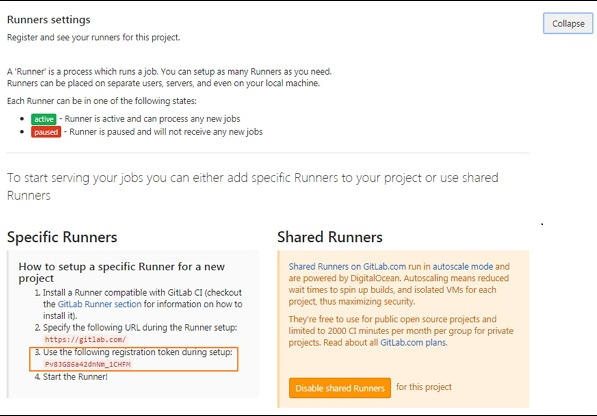 Runners settings
Collapse
Register and see your runners for this project.
A 'Runner' is a process which runs a job. You can setup as many Runners as you need.
Runners can be placed on separate users, servers, and even on your local machine.
Each Runner can be in one of the following states:
• active - Runner is active and can process any new jobs
• paused - Runner is paused and will not receive any new jobs
To start serving your jobs you can either add specific Runners to your project or use shared
Runners
Specific Runners
How to setup a specific Runner for a new
project
1. Install a Runner compatible with GitLab CI (checkout
the GitLab Runner section for information on how to
install it).
2. Specify the following URL during the Runner setup:
https://gitlab.com/
3. Use the following registration token during setup:
Pv83G86a42dnNm_1CHFM
4. Start the Runner!
Shared Runners
Shared Runners on GitLab.com run in autoscale mode and
are powered by DigitalOcean. Autoscaling means reduced
wait times to spin up builds, and isolated VMs for each
project, thus maximizing security.
They're free to use for public open source projects and
limited to 2000 CI minutes per month per group for private
projects. Read about all GitLab.com plans.
Disable shared Runners for this project